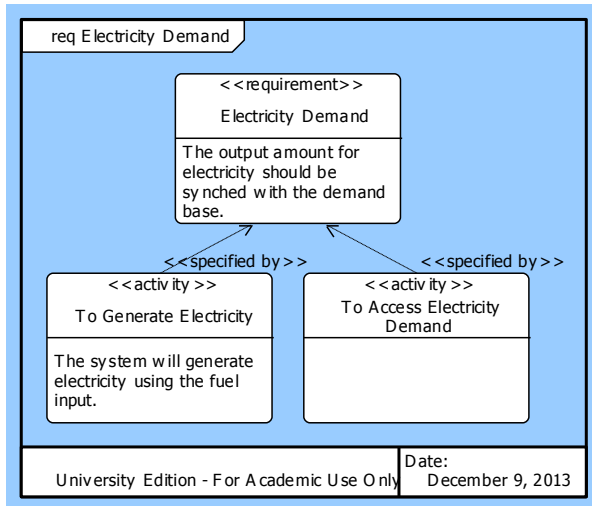 req Electricity Demand
<<requirement>>
Electricity Demand
The output amount for
electricity should be
synched with the demand
base.
<<specified by>>
<<specified by>>
<<activity>>
To Generate Electricity
The system will generate
electricity using the fuel
input.
<<activity>>
To Access Electricity
Demand
University Edition - For Academic Use Only
Date:
December 9, 2013